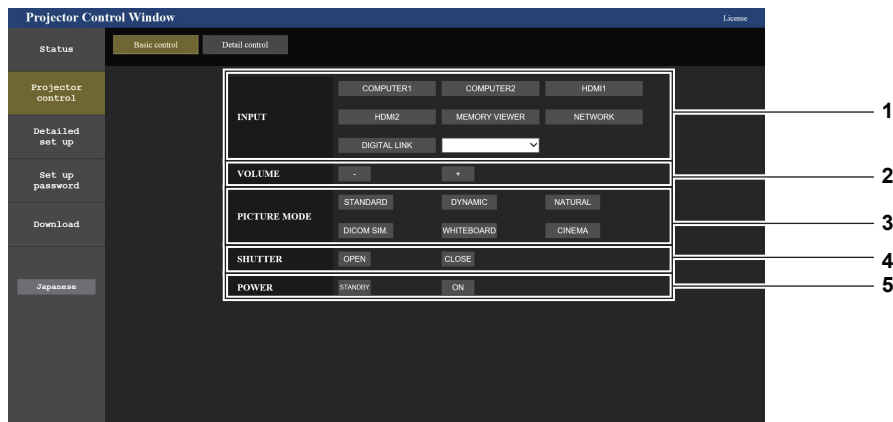 Projector Control Window
License
Status
Basic control
Detail control
Projector
control
Detailed
set up
Set up
password
Download
Japanese
INPUT
COMPUTER1
COMPUTER2
HDMI1
HDMI2
MEMORY VIEWER
NETWORK
DIGITAL LINK
1
VOLUME
-
+
2
PICTURE MODE
STANDARD
DYNAMIC
NATURAL
DICOM SIM.
WHITEBOARD
CINEMA
3
SHUTTER
OPEN
CLOSE
4
POWER
STANDBY
ON
5